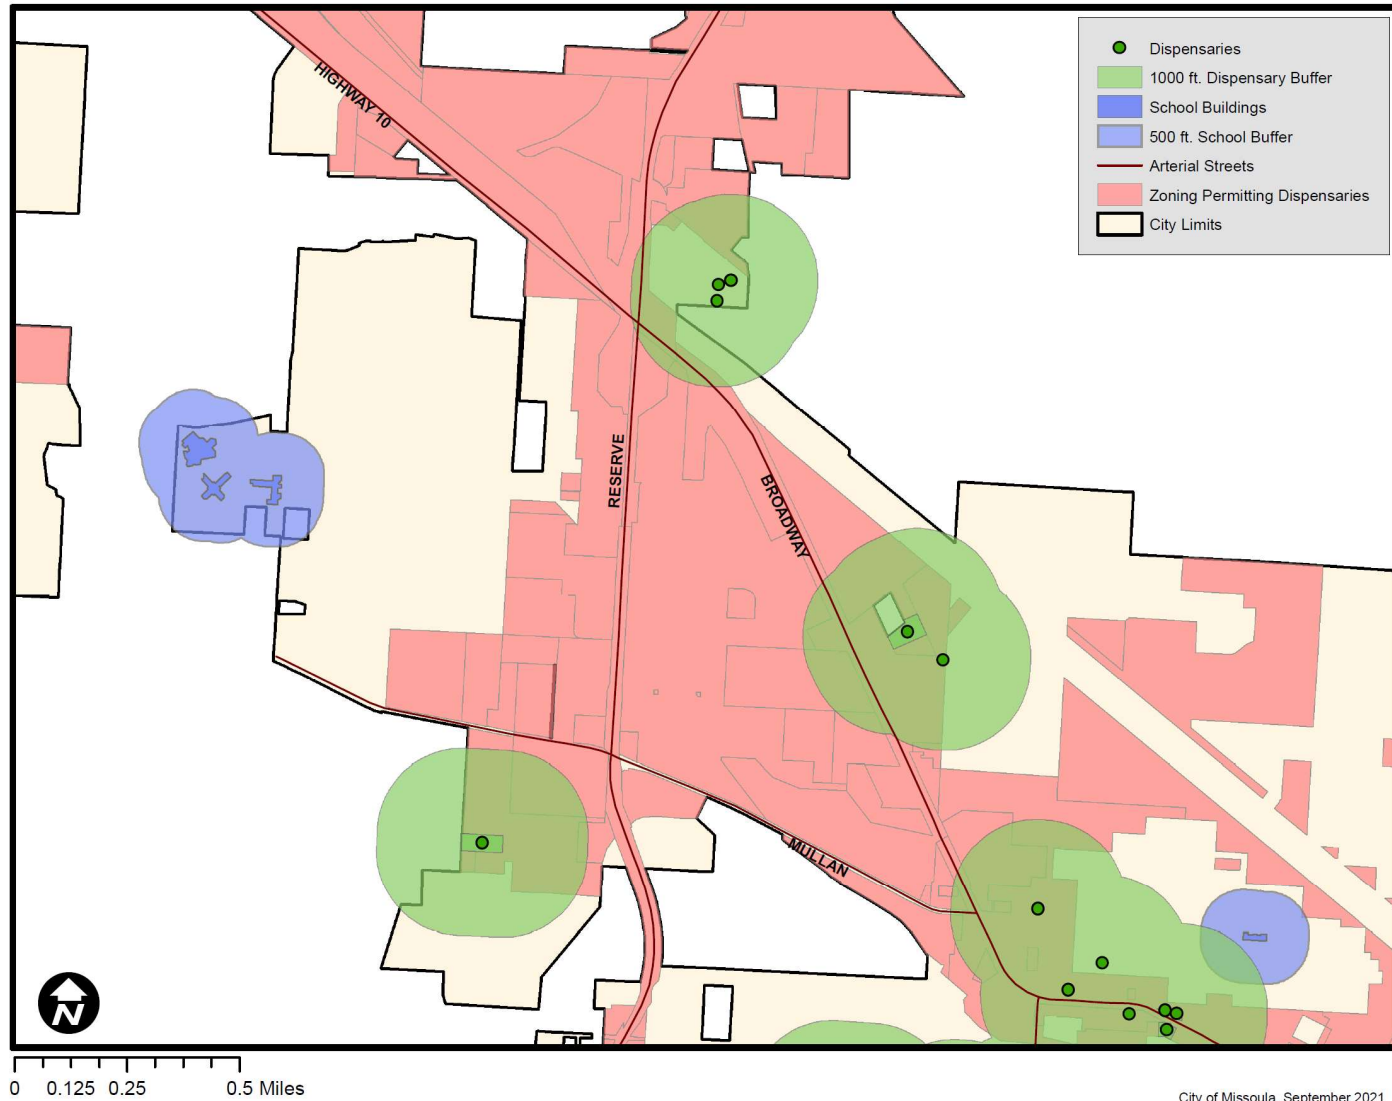 Dispensaries
1000 ft. Dispensary Buffer
School Buildings
500 ft. School Buffer
Arterial Streets
Zoning Permitting Dispensaries
City Limits
HIGHWAY 10
RESERVE
BROADWAY
MULLAN
N
0 0.125 0.25 0.5 Miles
City of Missoula, September 2021